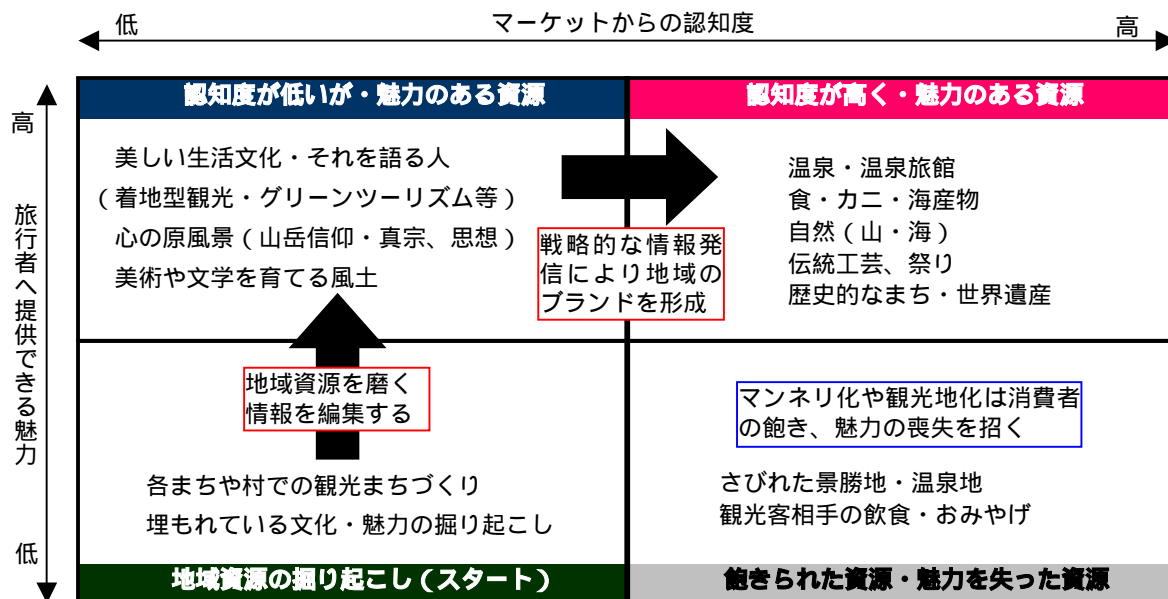 低
マーケットからの認知度
高
高
旅行者へ提供できる魅力
低
認知度が低いが・魅力のある資源
美しい生活文化・それを語る人
（着地型観光・グリーンツーリズム等）
心の原風景（山岳信仰・真宗、思想）
美術や文学を育てる風土
戦略的な情報発
信により地域の
ブランドを形成
認知度が高く・魅力のある資源
温泉・温泉旅館
食・カニ・海産物
自然（山・海）
伝統工芸、祭り
歴史的なまち・世界遺産
地域資源を磨く
情報を編集する
各まちや村での観光まちづくり
埋もれている文化・魅力の掘り起こし
地域資源の掘り起こし（スタート）
マンネリ化や観光地化は消費者
の飽き、魅力の喪失を招く
さびれた景勝地・温泉地
観光客相手の飲食・おみやげ
飽きられた資源・魅力を失った資源